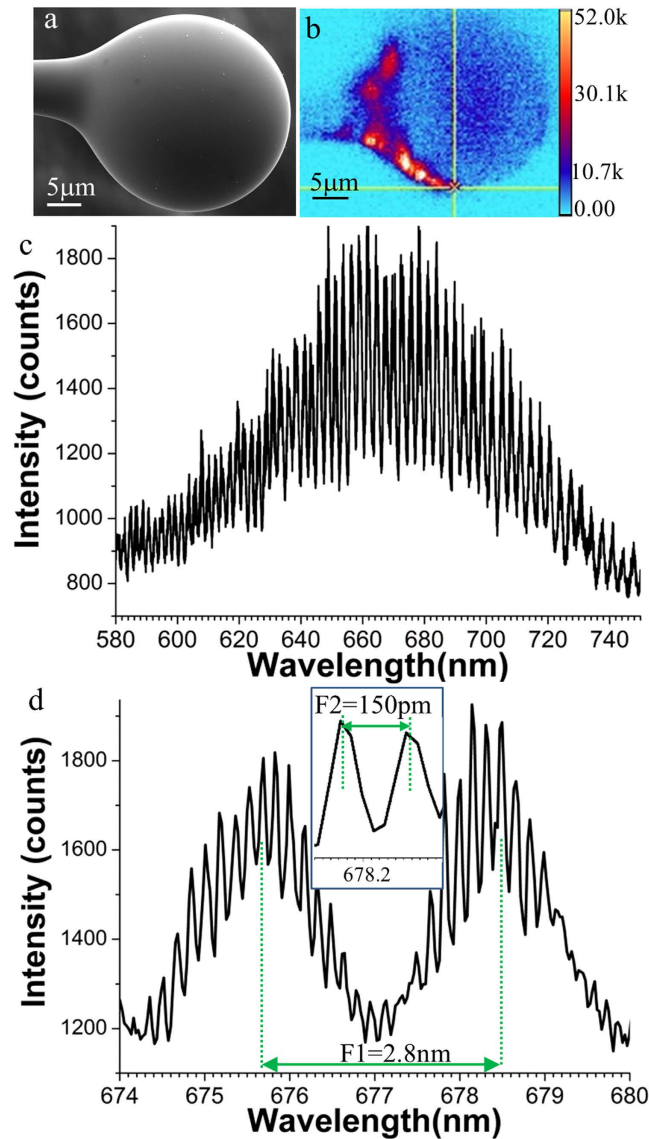 a
5μm
b
5μm
52.0k
30.1k
10.7k
0.00
c
Intensity (counts)
1800
1600
1400
1200
1000
800
580 600 620 640 660 680 700 720 740
Wavelength(nm)
d
Intensity (counts)
1800
1600
1400
1200
F2=150pm
678.2
F1=2.8nm
674 675 676 677 678 679 680
Wavelength(nm)